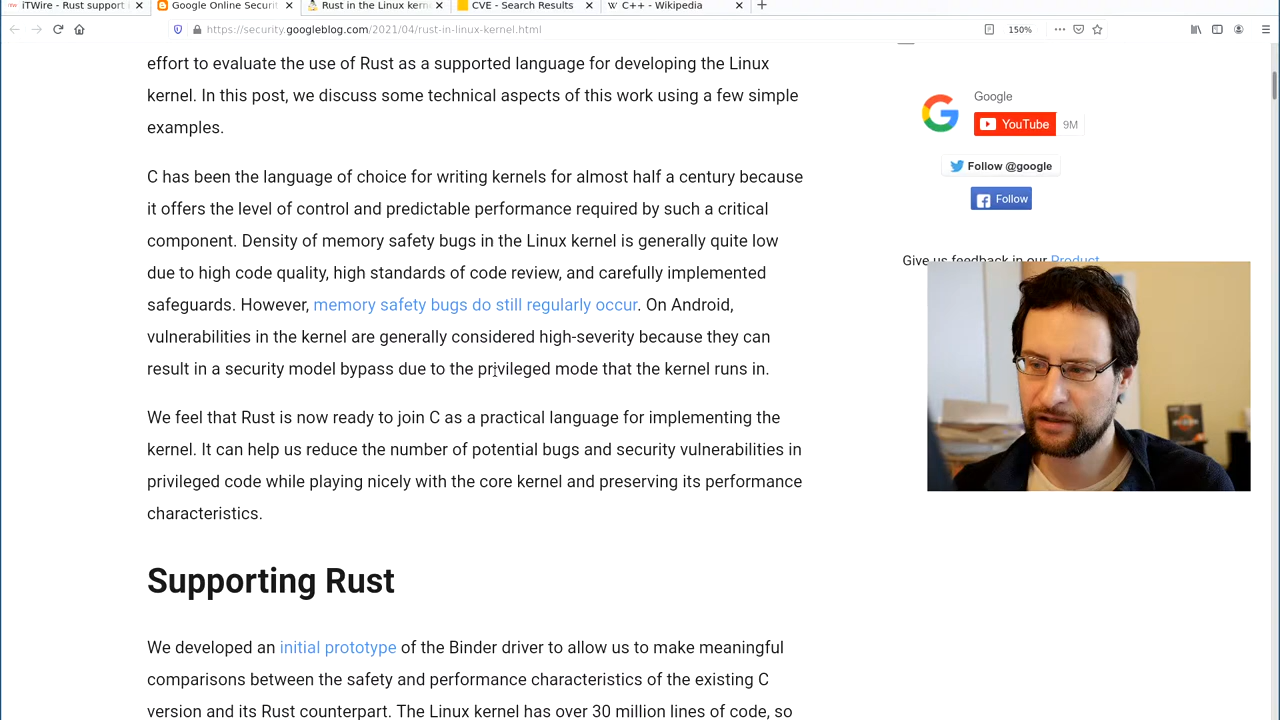 iTWire - Rust support i
Google Online Securit
Rust in the Linux kern
CVE - Search Results
C++ - Wikipedia
https://security.googleblog.com/2021/04/rust-in-linux-kernel.html
150%
effort to evaluate the use of Rust as a supported language for developing the Linux
kernel. In this post, we discuss some technical aspects of this work using a few simple
examples.
C has been the language of choice for writing kernels for almost half a century because
it offers the level of control and predictable performance required by such a critical
component. Density of memory safety bugs in the Linux kernel is generally quite low
due to high code quality, high standards of code review, and carefully implemented
safeguards. However, memory safety bugs do still regularly occur. On Android,
vulnerabilities in the kernel are generally considered high-severity because they can
result in a security model bypass due to the privileged mode that the kernel runs in.
We feel that Rust is now ready to join C as a practical language for implementing the
kernel. It can help us reduce the number of potential bugs and security vulnerabilities in
privileged code while playing nicely with the core kernel and preserving its performance
characteristics.
Supporting Rust
We developed an initial prototype of the Binder driver to allow us to make meaningful
comparisons between the safety and performance characteristics of the existing C
version and its Rust counterpart. The Linux kernel has over 30 million lines of code, so
Google
YouTube 9M
Follow @google
Follow
Give us feedback in our Product